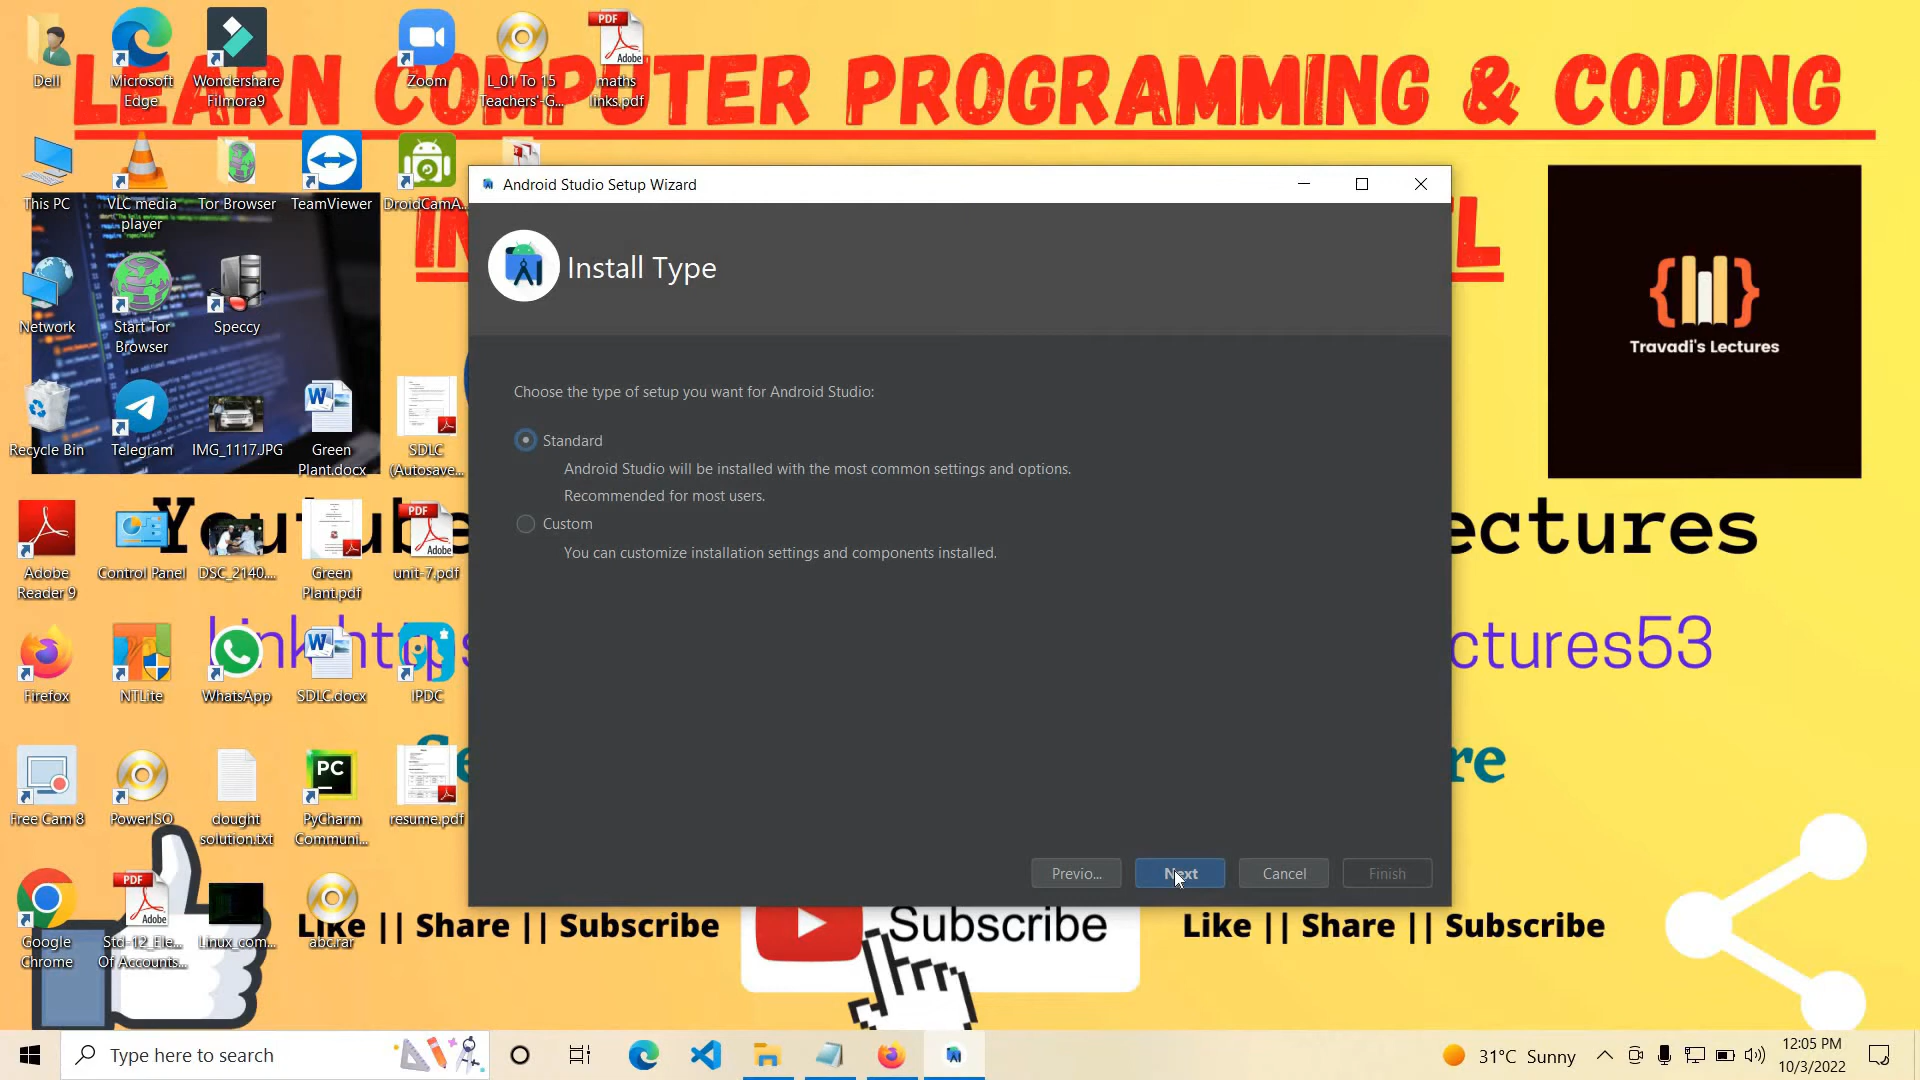 LEARN COMPUTER PROGRAMMING & CODING
Dell
Microsoft
Edge
Wondershare
Filmora9
Zoom
L_01 To 15
Teachers'-G...
maths
links.pdf
This PC
VLC media
player
Tor Browser
TeamViewer
DroidCamA...
Network
Start Tor
Browser
Speccy
Recycle Bin
Telegram
IMG_1117.JPG
Green
Plant.docx
SDLC
(Autosave...
Adobe
Reader 9
Control Panel
DSC_2140....
Green
Plant.pdf
unit-7.pdf
Firefox
NTLite
WhatsApp
SDLC.docx
IPDC
Free Cam 8
PowerISO
dought
solution.txt
PyCharm
Communi...
resume.pdf
Google
Chrome
Std-12_Ele...
Of Accounts...
Linux_com...
abc.rar
Android Studio Setup Wizard
Install Type
Choose the type of setup you want for Android Studio:
Standard
Android Studio will be installed with the most common settings and options.
Recommended for most users.
Custom
You can customize installation settings and components installed.
Previo...
Next
Cancel
Finish
Travadi's Lectures
ectures
ctures53
re
Like || Share || Subscribe
Subscribe
Like || Share || Subscribe
Type here to search
31°C Sunny
12:05 PM
10/3/2022